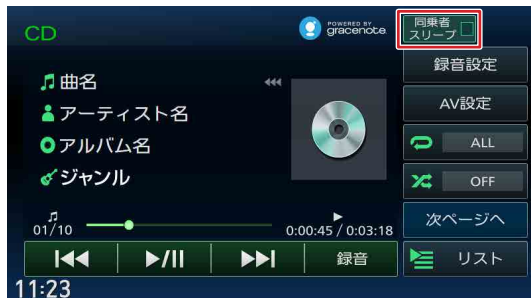 CD
POWERED BY
gracenote.
同乗者
スリープ
録音設定
曲名
AV設定
アーティスト名
アルバム名
ALL
ジャンル
OFF
01/10
0:00:45 / 0:03:18
次ページへ
録音
リスト
11:23